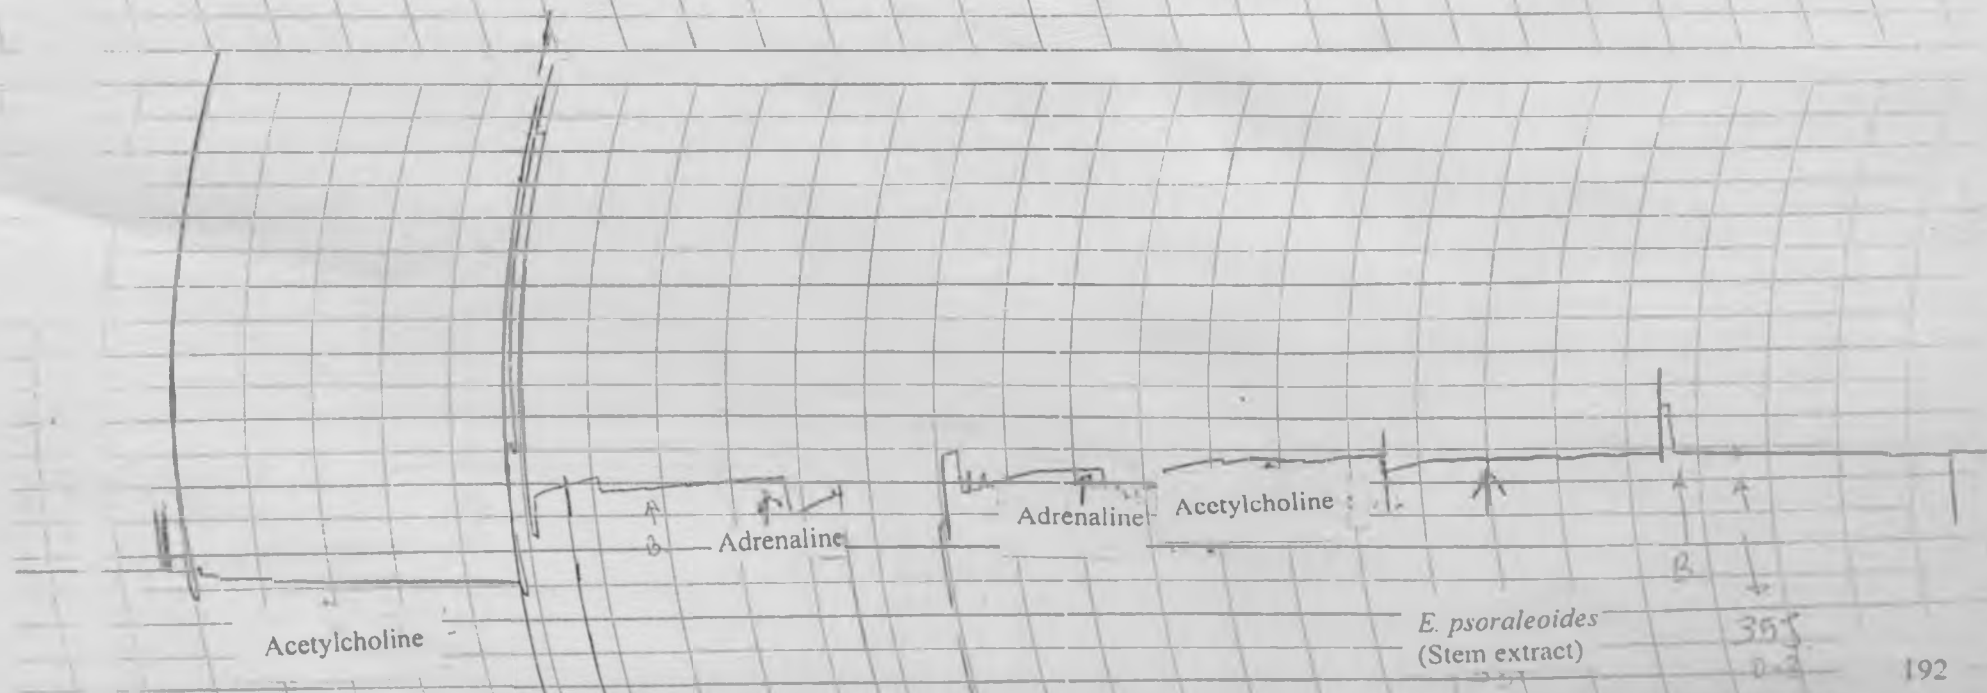 Acetylcholine
B
Adrenaline
Adrenaline
Acetylcholine
E. psoraleoides
(Stem extract)
B
192